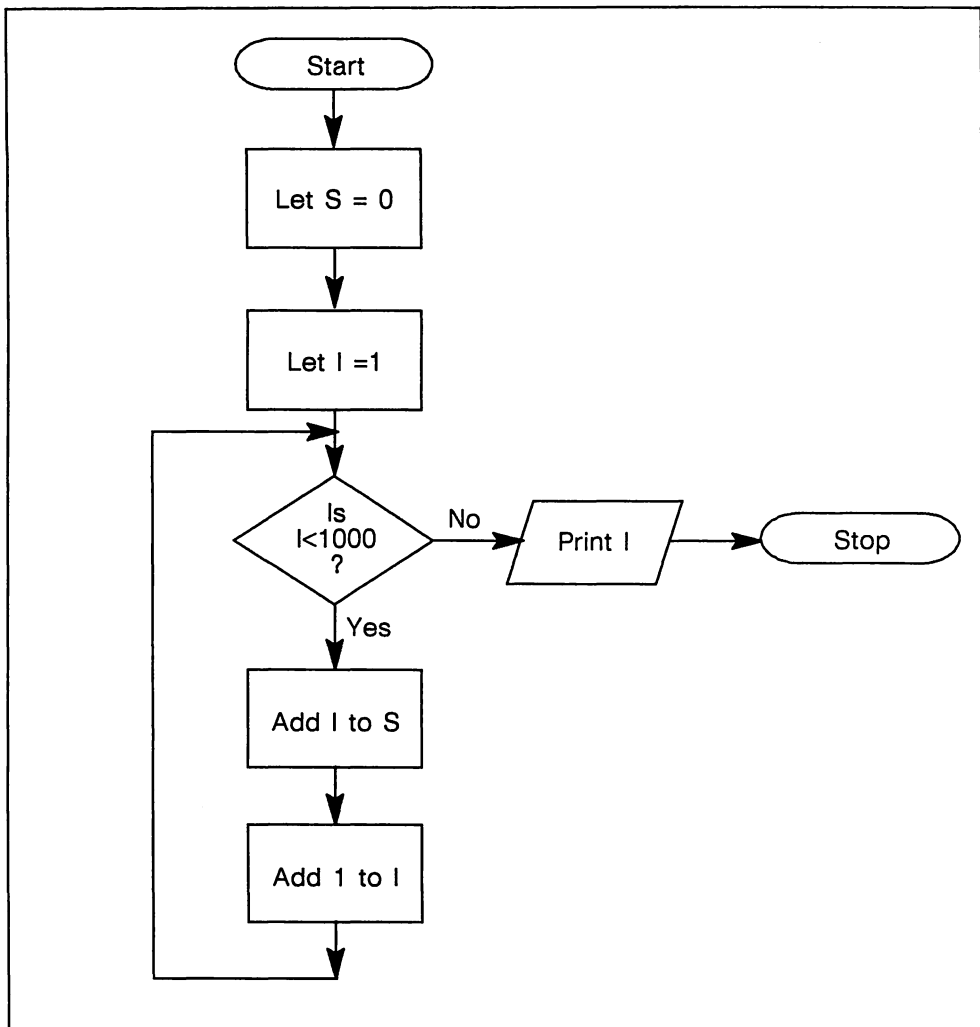 Start
Let S = 0
Let I =1
Is
I<1000
?
No
Print I
Stop
Yes
Add I to S
Add 1 to I